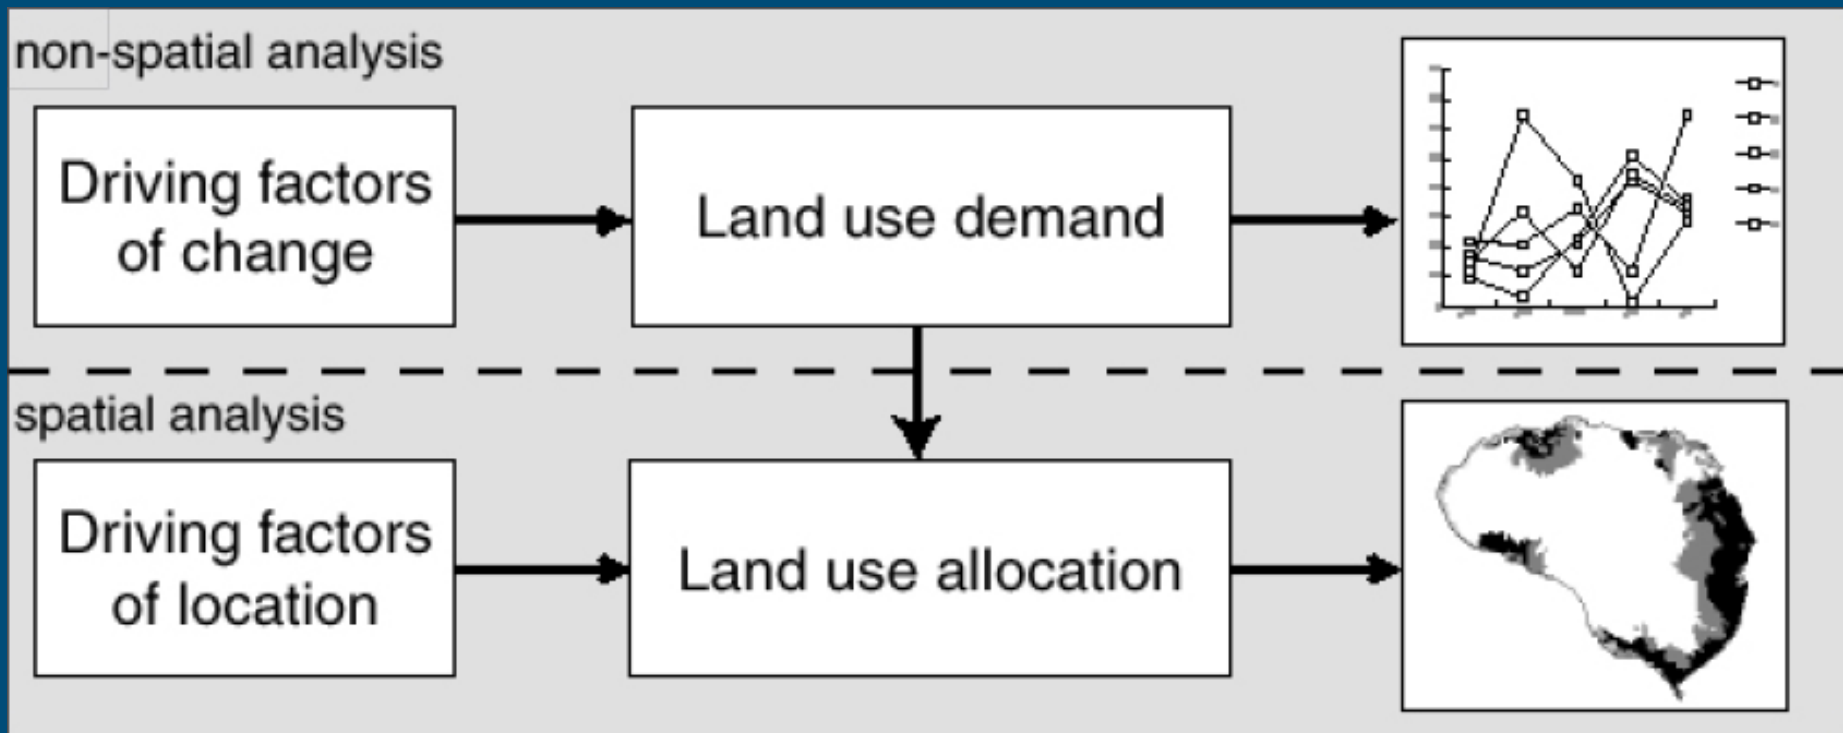 non-spatial analysis
Driving factors
of change
Land use demand
spatial analysis
Driving factors
of location
Land use allocation